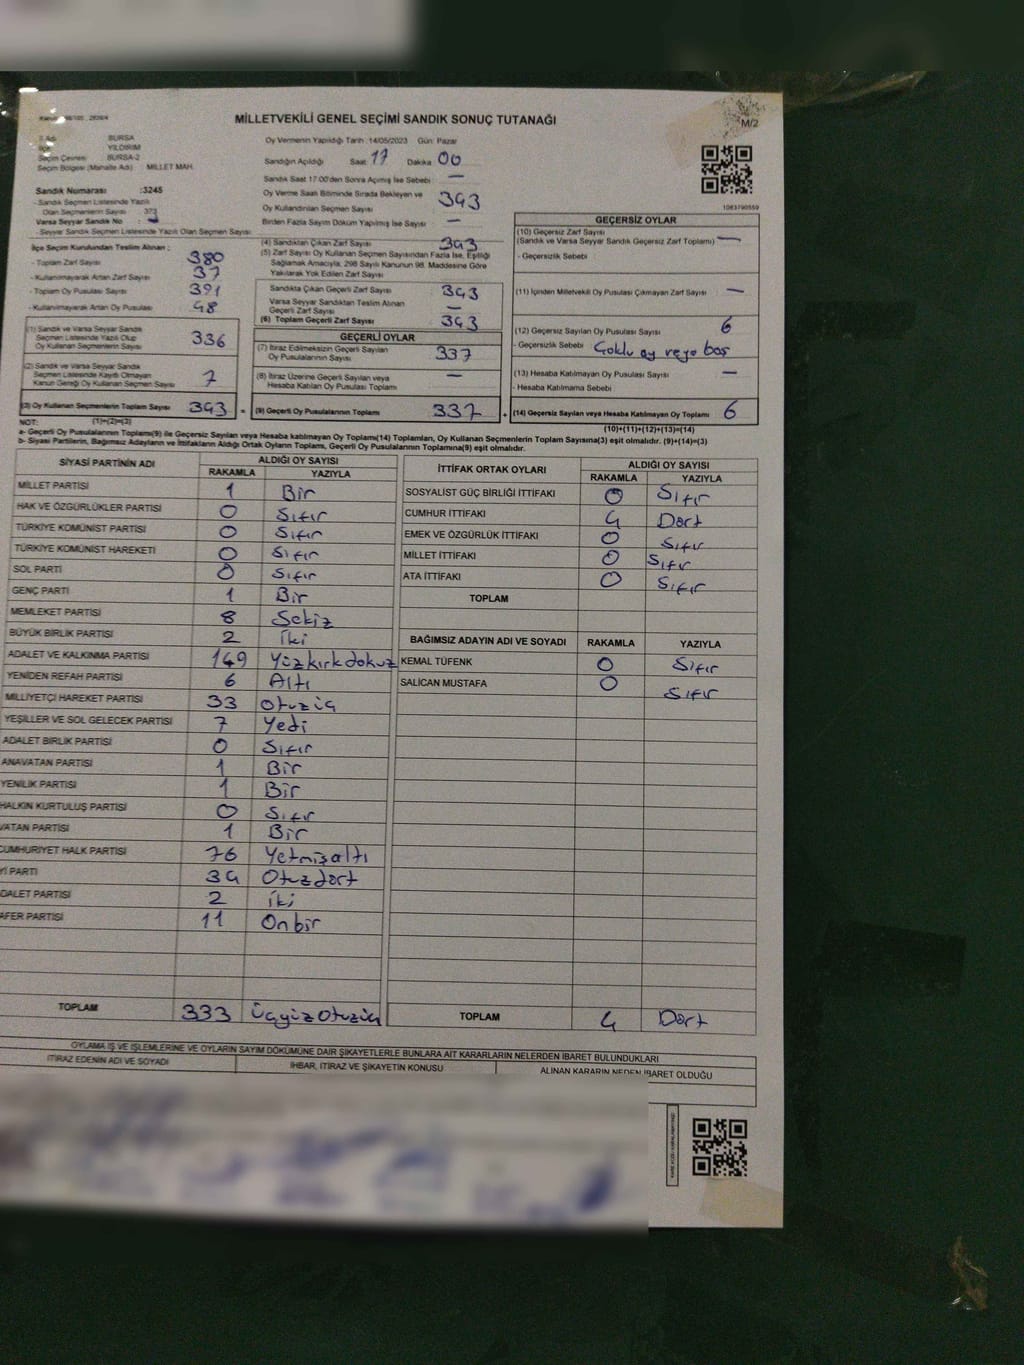 MİLLETVEKİLİ GENEL SEÇİMİ SANDIK SONUÇ TUTANAĞI
M/2
İl Adı BURSA
İlçe YILDIRIM
Seçim Çevresi BURSA-2
Seçim Bölgesi (Mahalle Adı) MILLET MAH.
Sandık Numarası :3245
- Sandık Seçmen Listesinde Yazılı
Olan Seçmenlerin Sayısı 373
Varsa Seyyar Sandık No
- Seyyar Sandık Seçmen Listesinde Yazılı Olan Seçmen Sayısı
İlçe Seçim Kurulundan Teslim Alınan ;
- Toplam Zarf Sayısı 380
- Kullanılmayarak Artan Zarf Sayısı 37
- Toplam Oy Pusulası Sayısı 391
- Kullanılmayarak Artan Oy Pusulası 48
(1) Sandık ve Varsa Seyyar Sandık
Seçmen Listesinde Yazılı Olup
Oy Kullanan Seçmenlerin Sayısı 336
(2) Sandık ve Varsa Seyyar Sandık
Seçmen Listesinde Kayıtlı Olmayan
Kanun Gereği Oy Kullanan Seçmen Sayısı 7
(3) Oy Kullanan Seçmenlerin Toplam Sayısı 343 =
(1)+(2)=(3)
Oy Vermenin Yapıldığı Tarih :14/05/2023 Gün: Pazar
Sandığın Açıldığı Saat 17 Dakika 00
Sandık Saat 17:00'den Sonra Açılmış İse Sebebi —
Oy Verme Saati Bitiminde Sırada Bekleyen ve
Oy Kullandırılan Seçmen Sayısı 343
Birden Fazla Sayım Döküm Yapılmış İse Sayısı —
(4) Sandıktan Çıkan Zarf Sayısı 343
(5) Zarf Sayısı Oy Kullanan Seçmen Sayısından Fazla İse, Eşitliği
Sağlamak Amacıyla, 298 Sayılı Kanunun 98. Maddesine Göre
Yakılarak Yok Edilen Zarf Sayısı
Sandıkta Çıkan Geçerli Zarf Sayısı 343
Varsa Seyyar Sandıktan Teslim Alınan
Geçerli Zarf Sayısı —
(6) Toplam Geçerli Zarf Sayısı 343
GEÇERLİ OYLAR
(7) İtiraz Edilmeksizin Geçerli Sayılan
Oy Pusulalarının Sayısı 337
(8) İtiraz Üzerine Geçerli Sayılan veya
Hesaba Katılan Oy Pusulası Toplamı —
(9) Geçerli Oy Pusulalarının Toplamı 337 +
1083790559
GEÇERSİZ OYLAR
(10) Geçersiz Zarf Sayısı
(Sandık ve Varsa Seyyar Sandık Geçersiz Zarf Toplamı) —
- Geçersizlik Sebebi
(11) İçinden Milletvekili Oy Pusulası Çıkmayan Zarf Sayısı —
(12) Geçersiz Sayılan Oy Pusulası Sayısı 6
- Geçersizlik Sebebi Çoklu oy veya boş
(13) Hesaba Katılmayan Oy Pusulası Sayısı —
- Hesaba Katılmama Sebebi
(14) Geçersiz Sayılan veya Hesaba Katılmayan Oy Toplamı 6
(10)+(11)+(12)+(13)=(14)
NOT:
a- Geçerli Oy Pusulalarının Toplamı(9) ile Geçersiz Sayılan veya Hesaba katılmayan Oy Toplamı(14) Toplamları, Oy Kullanan Seçmenlerin Toplam Sayısına(3) eşit olmalıdır. (9)+(14)=(3)
b- Siyasi Partilerin, Bağımsız Adayların ve İttifakların Aldığı Ortak Oyların Toplamı, Geçerli Oy Pusulalarının Toplamına(9) eşit olmalıdır.
SİYASİ PARTİNİN ADI ALDIĞI OY SAYISI
RAKAMLA YAZIYLA
MİLLET PARTİSİ 1 Bir
HAK VE ÖZGÜRLÜKLER PARTİSİ 0 Sıfır
TÜRKİYE KOMÜNİST PARTİSİ 0 Sıfır
TÜRKİYE KOMÜNİST HAREKETİ 0 Sıfır
SOL PARTİ 0 Sıfır
GENÇ PARTİ 1 Bir
MEMLEKET PARTİSİ 8 Sekiz
BÜYÜK BİRLİK PARTİSİ 2 İki
ADALET VE KALKINMA PARTİSİ 149 Yüzkırkdokuz
YENİDEN REFAH PARTİSİ 6 Altı
MİLLİYETÇİ HAREKET PARTİSİ 33 Otuzüç
YEŞİLLER VE SOL GELECEK PARTİSİ 7 Yedi
ADALET BİRLİK PARTİSİ 0 Sıfır
ANAVATAN PARTİSİ 1 Bir
YENİLİK PARTİSİ 1 Bir
HALKIN KURTULUŞ PARTİSİ 0 Sıfır
VATAN PARTİSİ 1 Bir
CUMHURİYET HALK PARTİSİ 76 Yetmişaltı
Yİ PARTİ 34 Otuzdört
DALET PARTİSİ 2 İki
AFER PARTİSİ 11 Onbir
TOPLAM 333 Üçyüzotuzüç
İTTİFAK ORTAK OYLARI ALDIĞI OY SAYISI
RAKAMLA YAZIYLA
SOSYALİST GÜÇ BİRLİĞİ İTTİFAKI 0 Sıfır
CUMHUR İTTİFAKI 4 Dört
EMEK VE ÖZGÜRLÜK İTTİFAKI 0 Sıfır
MİLLET İTTİFAKI 0 Sıfır
ATA İTTİFAKI 0 Sıfır
TOPLAM
BAĞIMSIZ ADAYIN ADI VE SOYADI RAKAMLA YAZIYLA
KEMAL TÜFENK 0 Sıfır
SALİCAN MUSTAFA 0 Sıfır
TOPLAM 4 Dört
OYLAMA İŞ VE İŞLEMLERİNE VE OYLARIN SAYIM DÖKÜMÜNE DAİR ŞİKAYETLERLE BUNLARA AİT KARARLARIN NELERDEN İBARET BULUNDUKLARI
İTİRAZ EDENİN ADI VE SOYADI İHBAR, İTİRAZ VE ŞİKAYETİN KONUSU ALINAN KARARIN NEDEN İBARET OLDUĞU